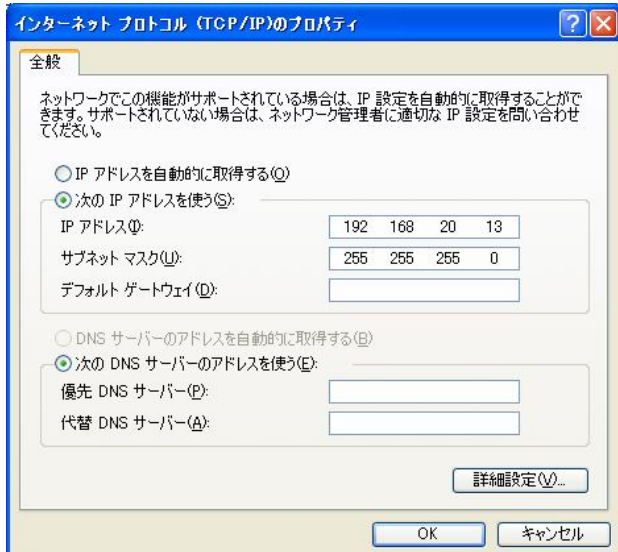 インターネット プロトコル (TCP/IP)のプロパティ
全般
ネットワークでこの機能がサポートされている場合は、IP 設定を自動的に取得することがで
きます。サポートされていない場合は、ネットワーク管理者に適切な IP 設定を問い合わせ
てください。
IP アドレスを自動的に取得する(O)
次の IP アドレスを使う(S):
IP アドレス(I): 192 168 20 13
サブネット マスク(U): 255 255 255 0
デフォルト ゲートウェイ(D):
DNS サーバーのアドレスを自動的に取得する(B)
次の DNS サーバーのアドレスを使う(E):
優先 DNS サーバー(P):
代替 DNS サーバー(A):
詳細設定(V)...
OK キャンセル